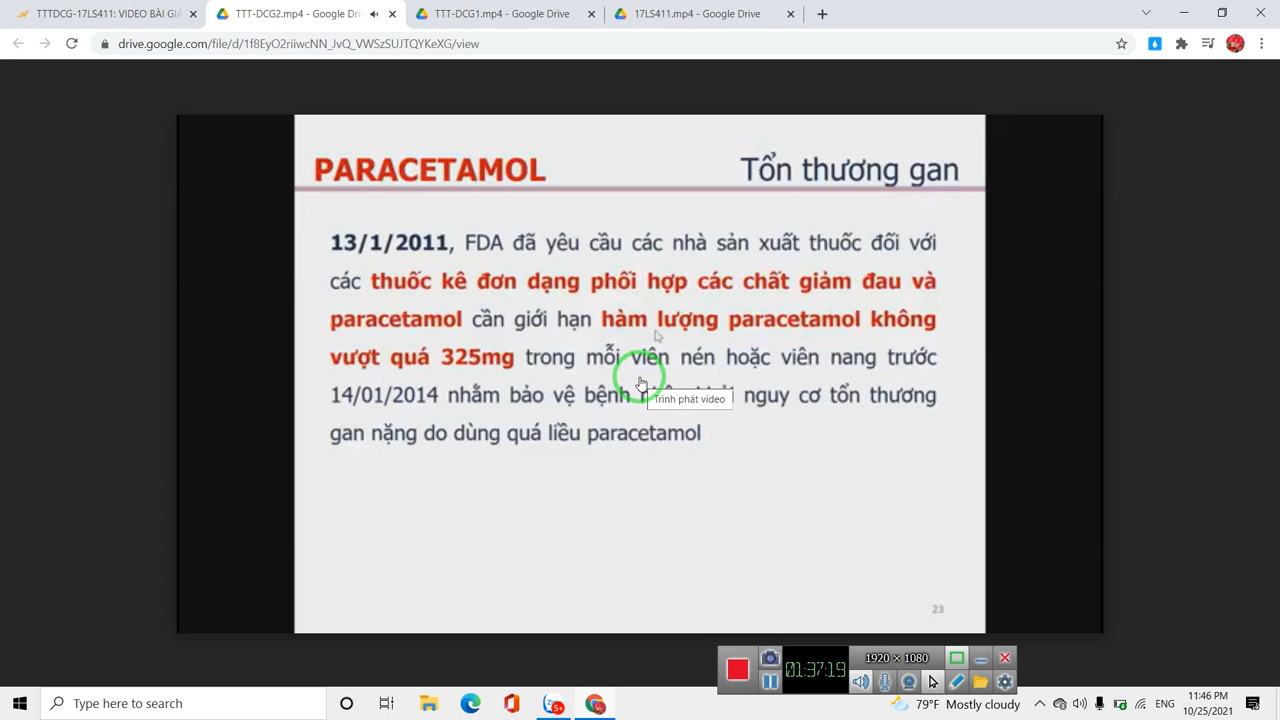 TTTDCG-17LS411: VIDEO BÀI GIẢ
TTT-DCG2.mp4 - Google Dri
TTT-DCG1.mp4 - Google Drive
17LS411.mp4 - Google Drive
drive.google.com/file/d/1f8EyO2riiwcNN_JvQ_VWSzSUJTQYKeXG/view
PARACETAMOL
Tổn thương gan
13/1/2011, FDA đã yêu cầu các nhà sản xuất thuốc đối với
các thuốc kê đơn dạng phối hợp các chất giảm đau và
paracetamol cần giới hạn hàm lượng paracetamol không
vượt quá 325mg trong mỗi viên nén hoặc viên nang trước
14/01/2014 nhằm bảo vệ bệnh nguy cơ tổn thương
Trình phát video
gan nặng do dùng quá liều paracetamol
23
1920 × 1080
01:37:19
Type here to search
79°F Mostly cloudy
ENG
11:46 PM
10/25/2021